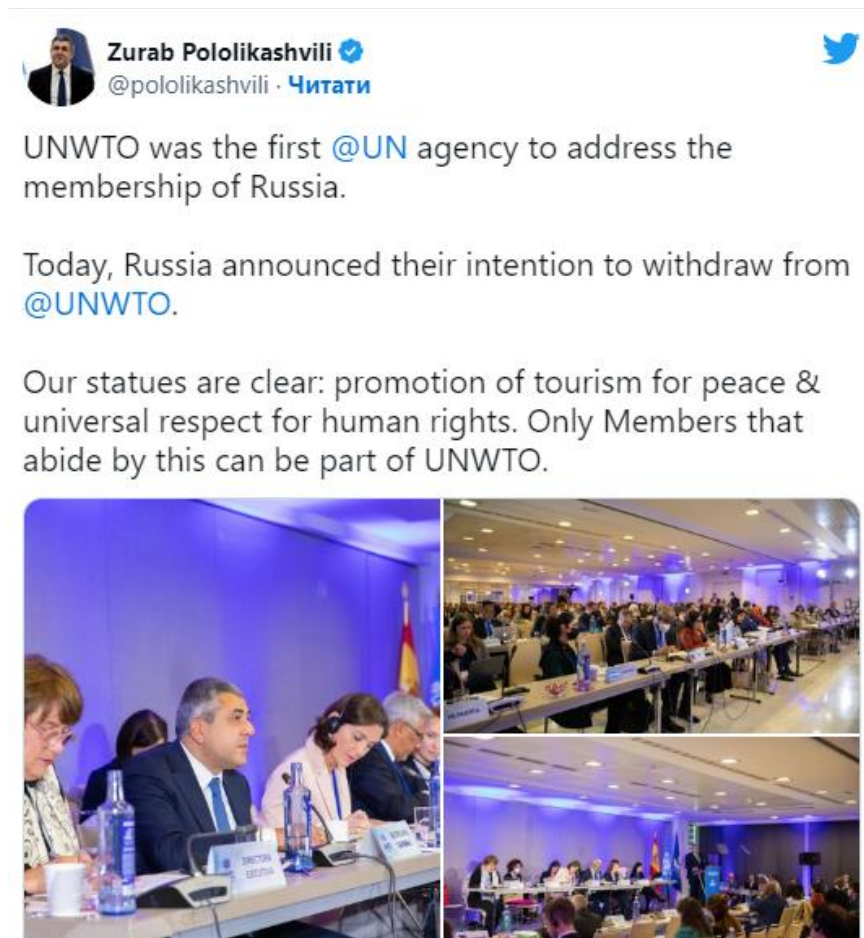 Zurab Pololikashvili
@pololikashvili · Читати
UNWTO was the first @UN agency to address the
membership of Russia.
Today, Russia announced their intention to withdraw from
@UNWTO.
Our statues are clear: promotion of tourism for peace &
universal respect for human rights. Only Members that
abide by this can be part of UNWTO.
DIRECTORA
EJECUTIVA